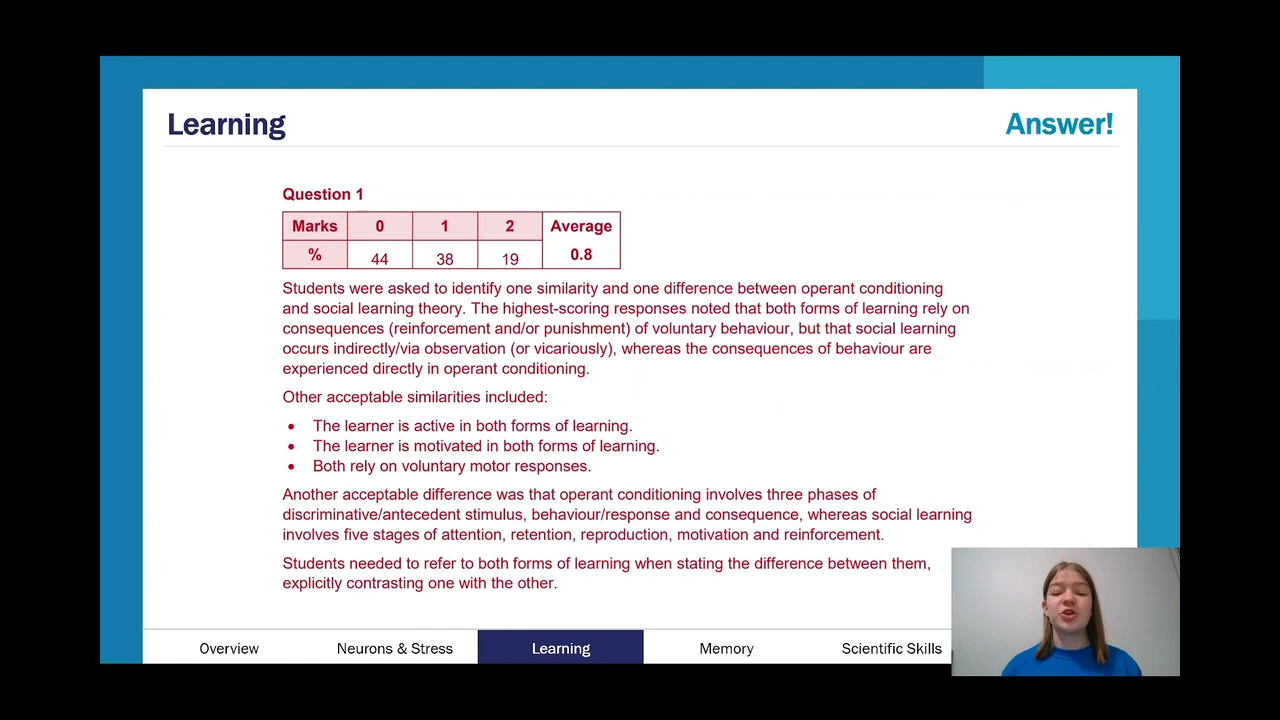 Learning
Answer!
Question 1
Marks 0 1 2 Average
% 44 38 19 0.8
Students were asked to identify one similarity and one difference between operant conditioning
and social learning theory. The highest-scoring responses noted that both forms of learning rely on
consequences (reinforcement and/or punishment) of voluntary behaviour, but that social learning
occurs indirectly/via observation (or vicariously), whereas the consequences of behaviour are
experienced directly in operant conditioning.
Other acceptable similarities included:
• The learner is active in both forms of learning.
• The learner is motivated in both forms of learning.
• Both rely on voluntary motor responses.
Another acceptable difference was that operant conditioning involves three phases of
discriminative/antecedent stimulus, behaviour/response and consequence, whereas social learning
involves five stages of attention, retention, reproduction, motivation and reinforcement.
Students needed to refer to both forms of learning when stating the difference between them,
explicitly contrasting one with the other.
Overview Neurons & Stress Learning Memory Scientific Skills